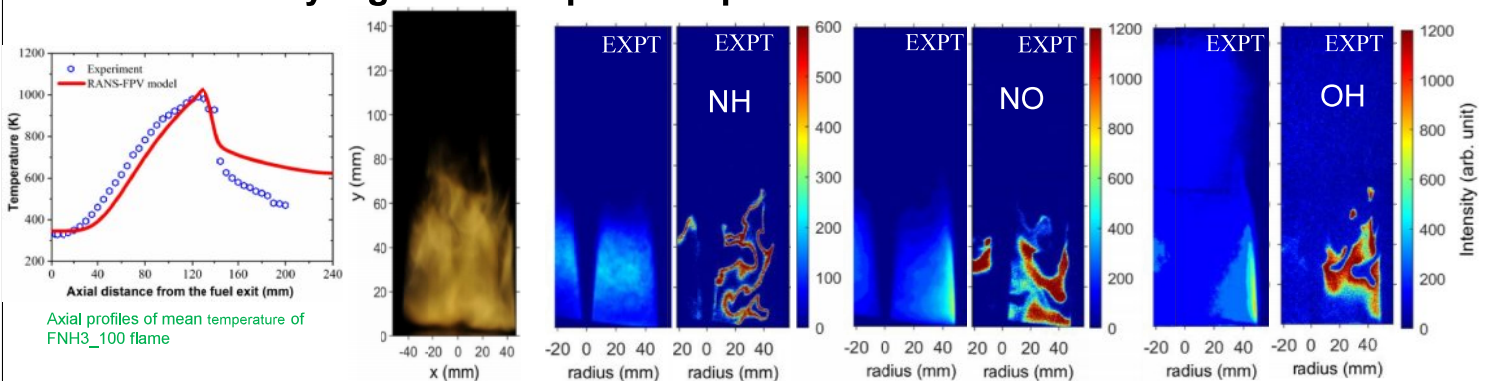 1200
1000
800
600
400
200
Temperature (K)
Experiment
RANS-FPV model
0 40 80 120 160 200 240
Axial distance from the fuel exit (mm)
Axial profiles of mean temperature of
FNH3_100 flame
140
120
100
80
60
40
20
0
y (mm)
-40 -20 0 20 40
x (mm)
EXPT
EXPT
NH
600
500
400
300
200
100
0
-20 0 20 40
radius (mm)
20 0 20 40
radius (mm)
EXPT
EXPT
NO
1200
1000
800
600
400
200
0
-20 0 20 40
radius (mm)
20 0 20 40
radius (mm)
EXPT
EXPT
OH
1200
1000
800
600
400
200
0
Intensity (arb. unit)
-20 0 20 40
radius (mm)
20 0 20 40
radius (mm)